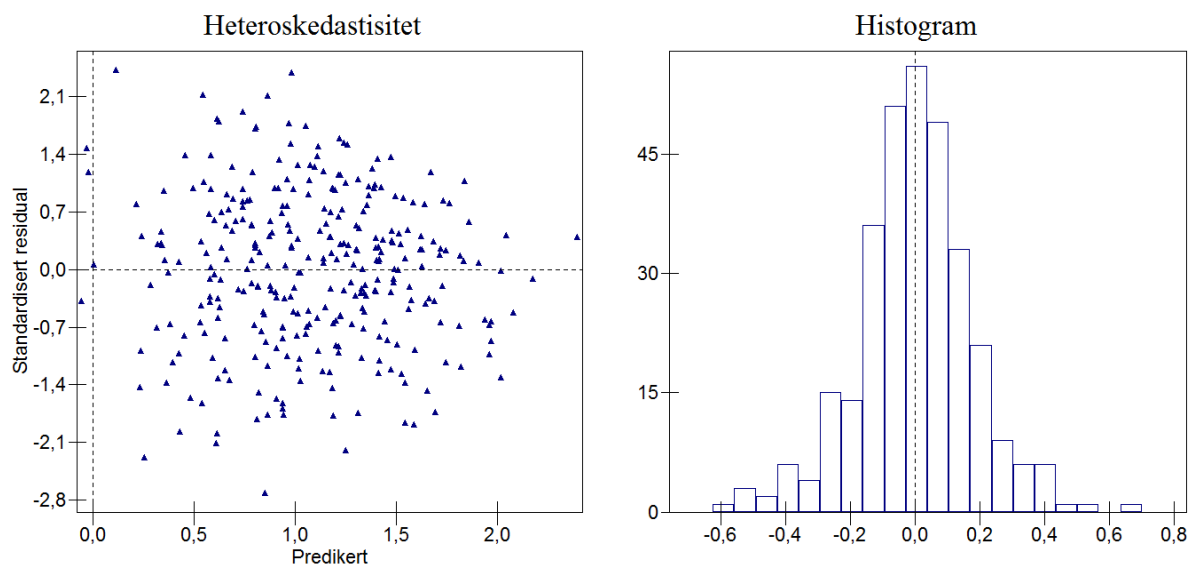 Heteroskedastisitet
Standardisert residual
2,1
1,4
0,7
0,0
-0,7
-1,4
-2,1
-2,8
0,0 0,5 1,0 1,5 2,0
Predikert
Histogram
45
30
15
0
-0,6 -0,4 -0,2 0,0 0,2 0,4 0,6 0,8